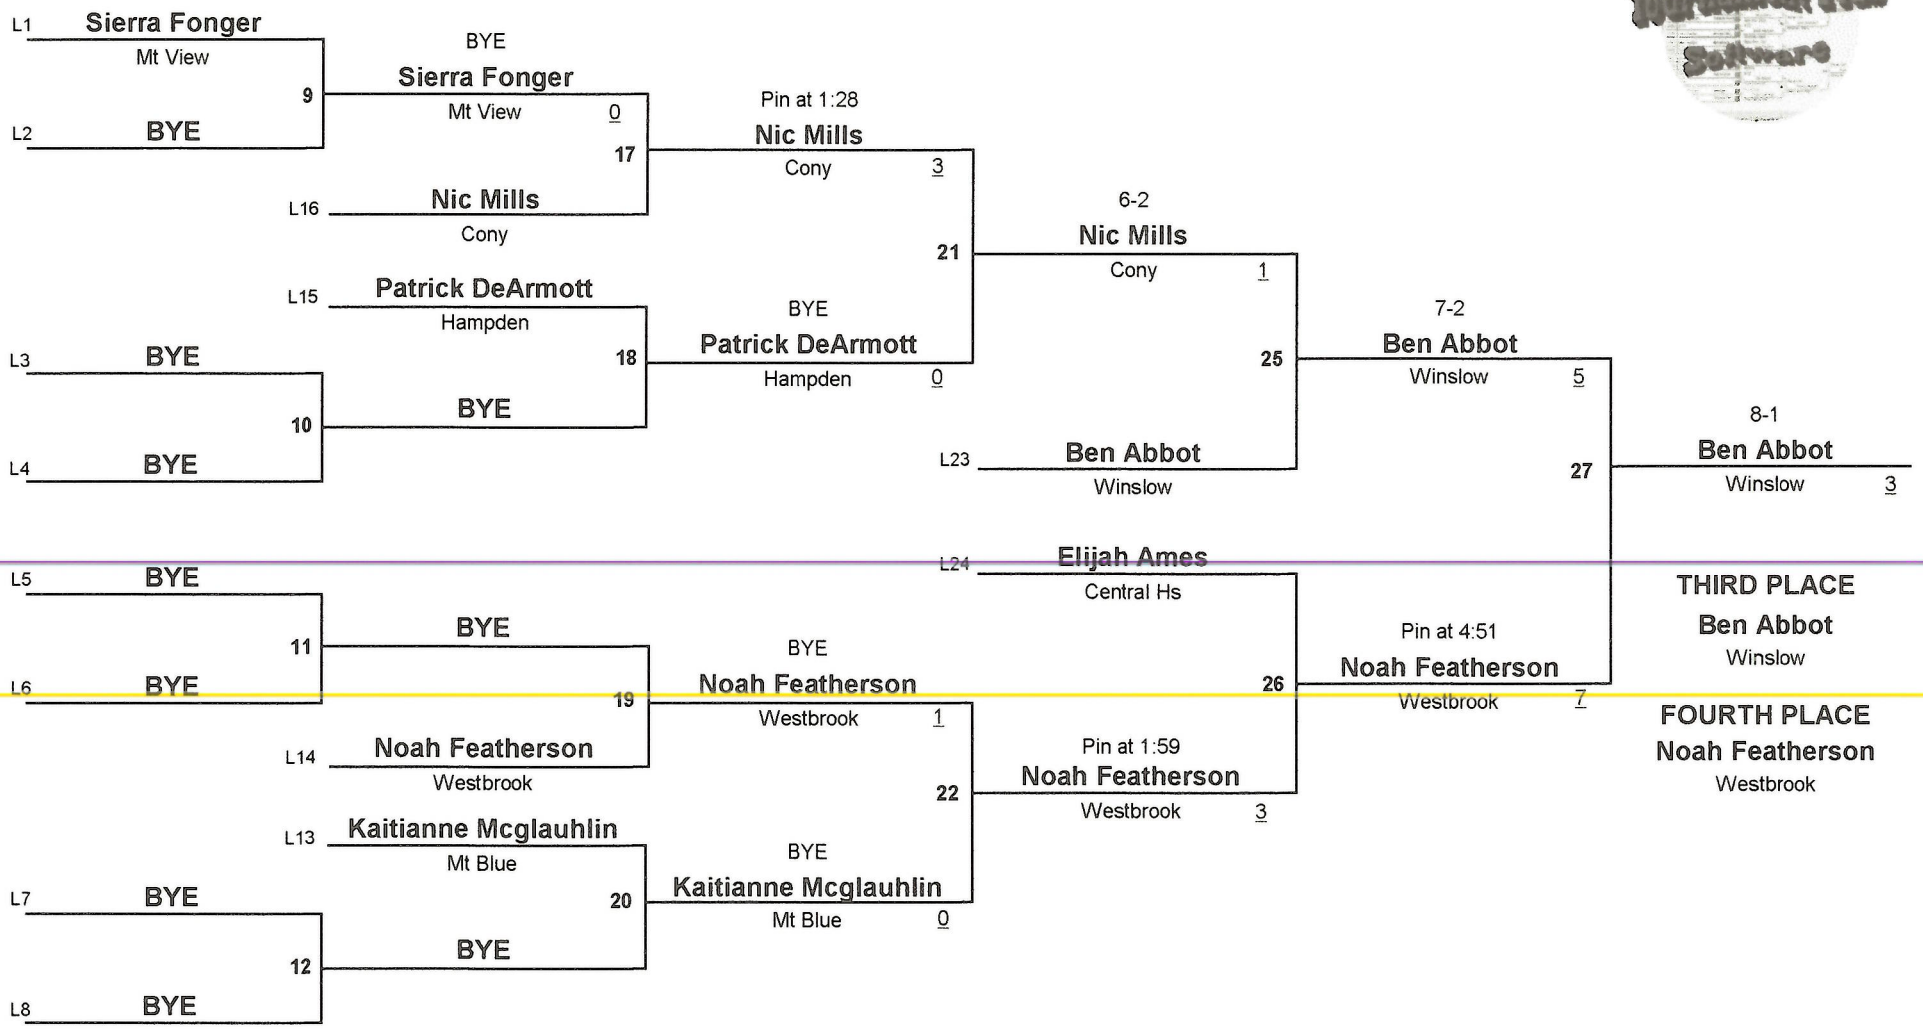 L1 Sierra Fonger
Mt View
9
L2 BYE
BYE
Sierra Fonger
Mt View 0
17
L16 Nic Mills
Cony
Pin at 1:28
Nic Mills
Cony 3
L15 Patrick DeArmott
Hampden
18
L3 BYE
10
L4 BYE
BYE
BYE
Patrick DeArmott
Hampden 0
21
6-2
Nic Mills
Cony 1
25
L23 Ben Abbot
Winslow
7-2
Ben Abbot
Winslow 5
27
8-1
Ben Abbot
Winslow 3
L24 Elijah Ames
Central Hs
L5 BYE
11
L6 BYE
BYE
19
L14 Noah Featherson
Westbrook
BYE
Noah Featherson
Westbrook 1
22
L13 Kaitianne Mcglauhlin
Mt Blue
20
L7 BYE
12
L8 BYE
BYE
BYE
Kaitianne Mcglauhlin
Mt Blue 0
Pin at 1:59
Noah Featherson
Westbrook 3
26
Pin at 4:51
Noah Featherson
Westbrook 7
THIRD PLACE
Ben Abbot
Winslow
FOURTH PLACE
Noah Featherson
Westbrook
Software